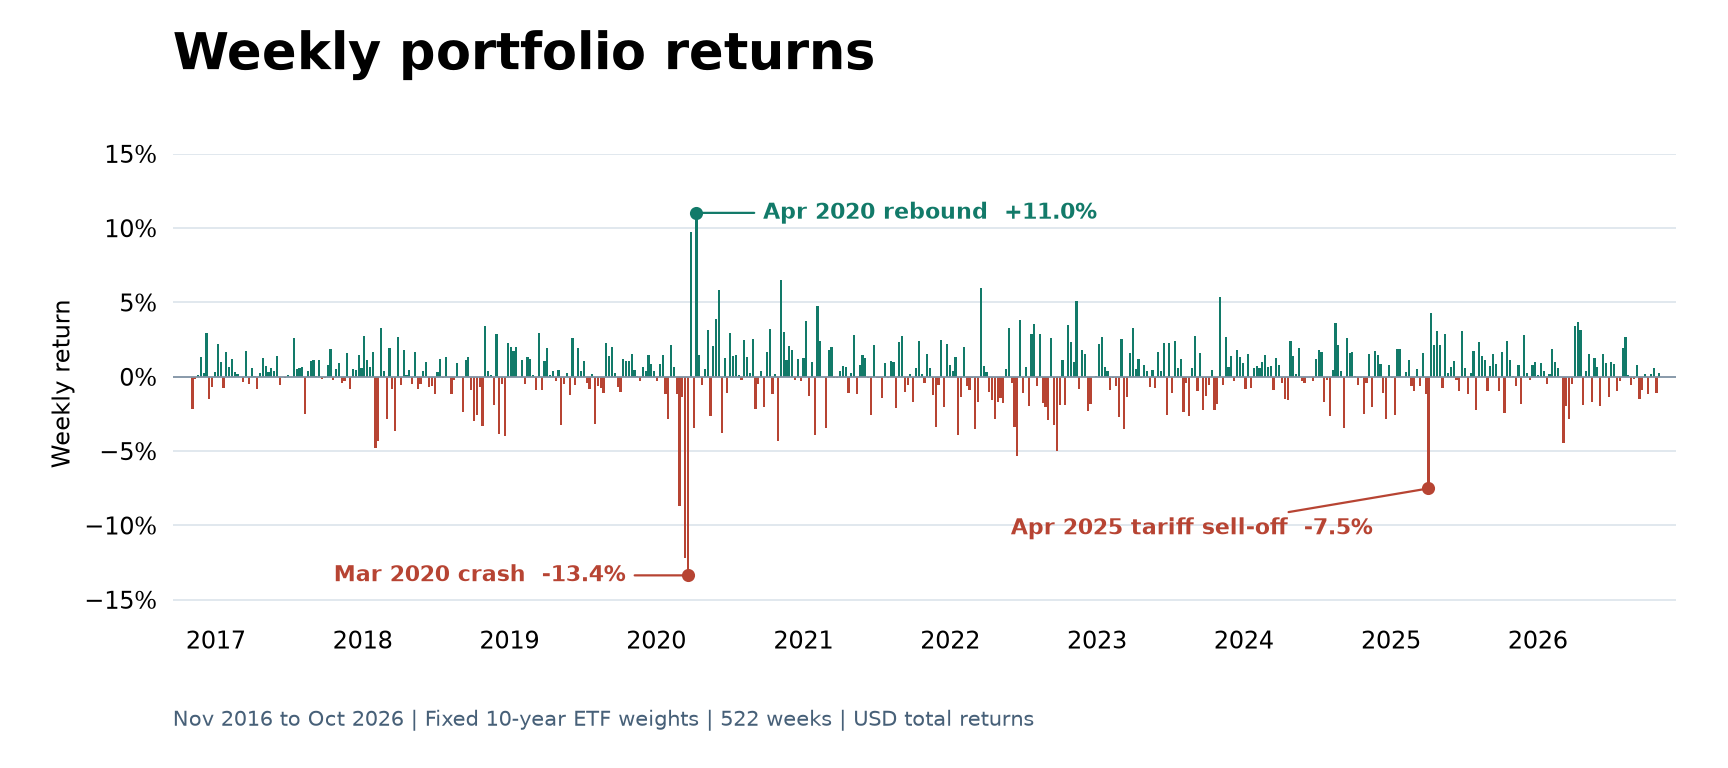 Weekly portfolio returns
15%
Apr 2020 rebound +11.0%
10%
5%
Weekly return
0%
−5%
Apr 2025 tariff sell-off -7.5%
−10%
Mar 2020 crash -13.4%
−15%
2017 2018 2019 2020 2021 2022 2023 2024 2025 2026
Nov 2016 to Oct 2026 | Fixed 10-year ETF weights | 522 weeks | USD total returns